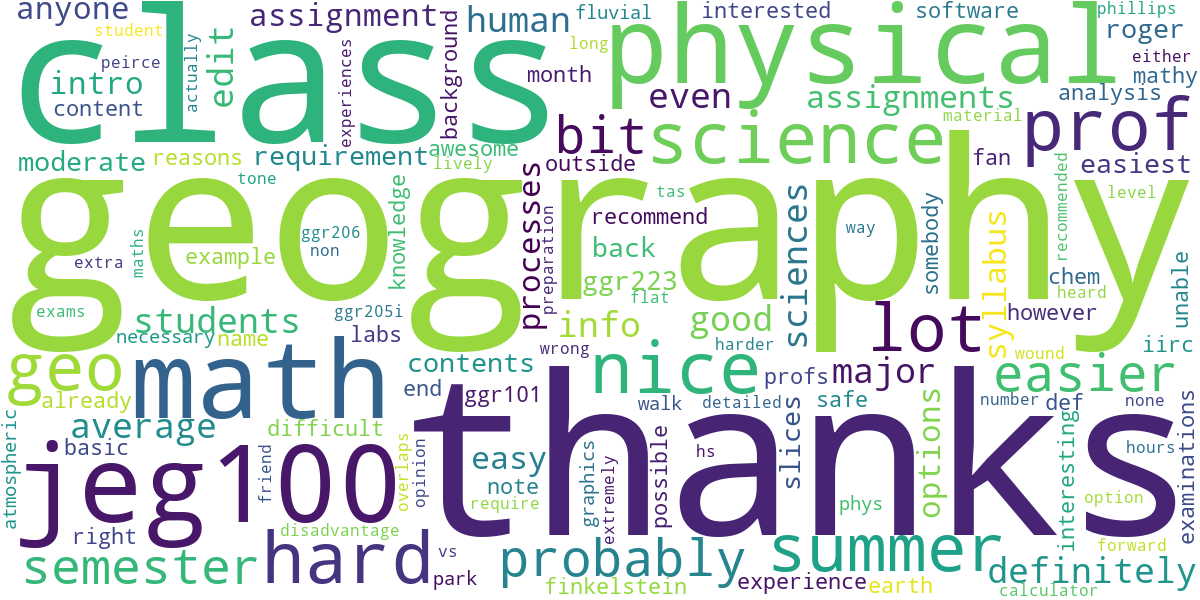 anyone
student
peirce
intro
content
actually
edit
class
assignment
experiences
background
human
fluvial
long
month
interested
software
phillips
roger
either
mathy
physical
even
assignments
analysis
material
prof
moderate
reasons
requirement
awesome
lively
bit
outside
science
fan
easiest
tone
knowledge
processes
tas
recommend
preparation
sciences
way
somebody
syllabus
recommended
level
geography
ggr206
non
maths
example
extra
back
ggr223
flat
chem
heard
unable
exams
students
ggr205i
necessary
name
labs
info
good
harder
lot
however
iirc
geo
math
contents
wrong
nice
profs
major
wound
easier
already
average
end
ggr101
walk
detailed
safe
number
def
none
atmospheric
basic
difficult
friend
overlaps
opinion
easy
note
require
graphics
extremely
possible
hs
slices
options
interesting
hours
examinations
jeg100
thanks
phys
option
right
disadvantage
hard
vs
park
probably
summer
forward
semester
finkelstein
experience
earth
definitely
calculator